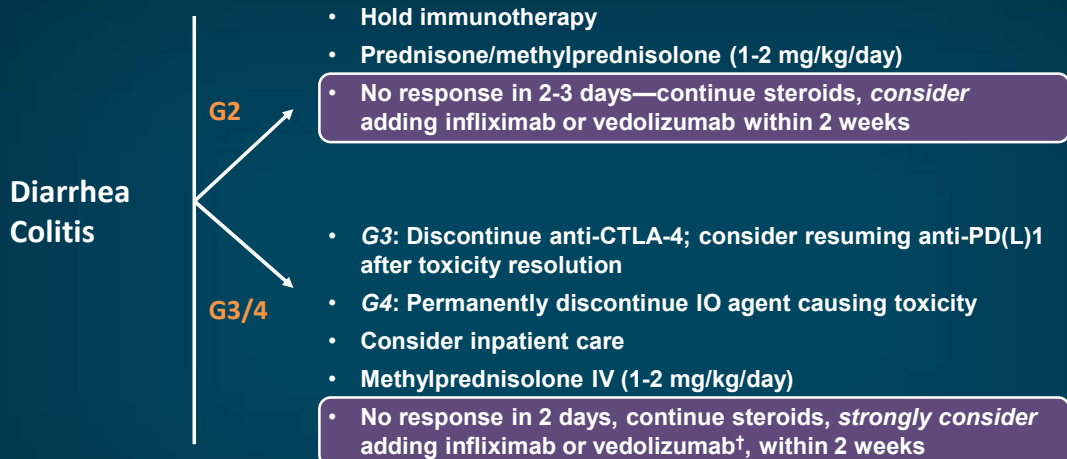 Diarrhea
Colitis
G2
• Hold immunotherapy
• Prednisone/methylprednisolone (1-2 mg/kg/day)
• No response in 2-3 days—continue steroids, consider
adding infliximab or vedolizumab within 2 weeks
G3/4
• G3: Discontinue anti-CTLA-4; consider resuming anti-PD(L)1
after toxicity resolution
• G4: Permanently discontinue IO agent causing toxicity
• Consider inpatient care
• Methylprednisolone IV (1-2 mg/kg/day)
• No response in 2 days, continue steroids, strongly consider
adding infliximab or vedolizumab†, within 2 weeks